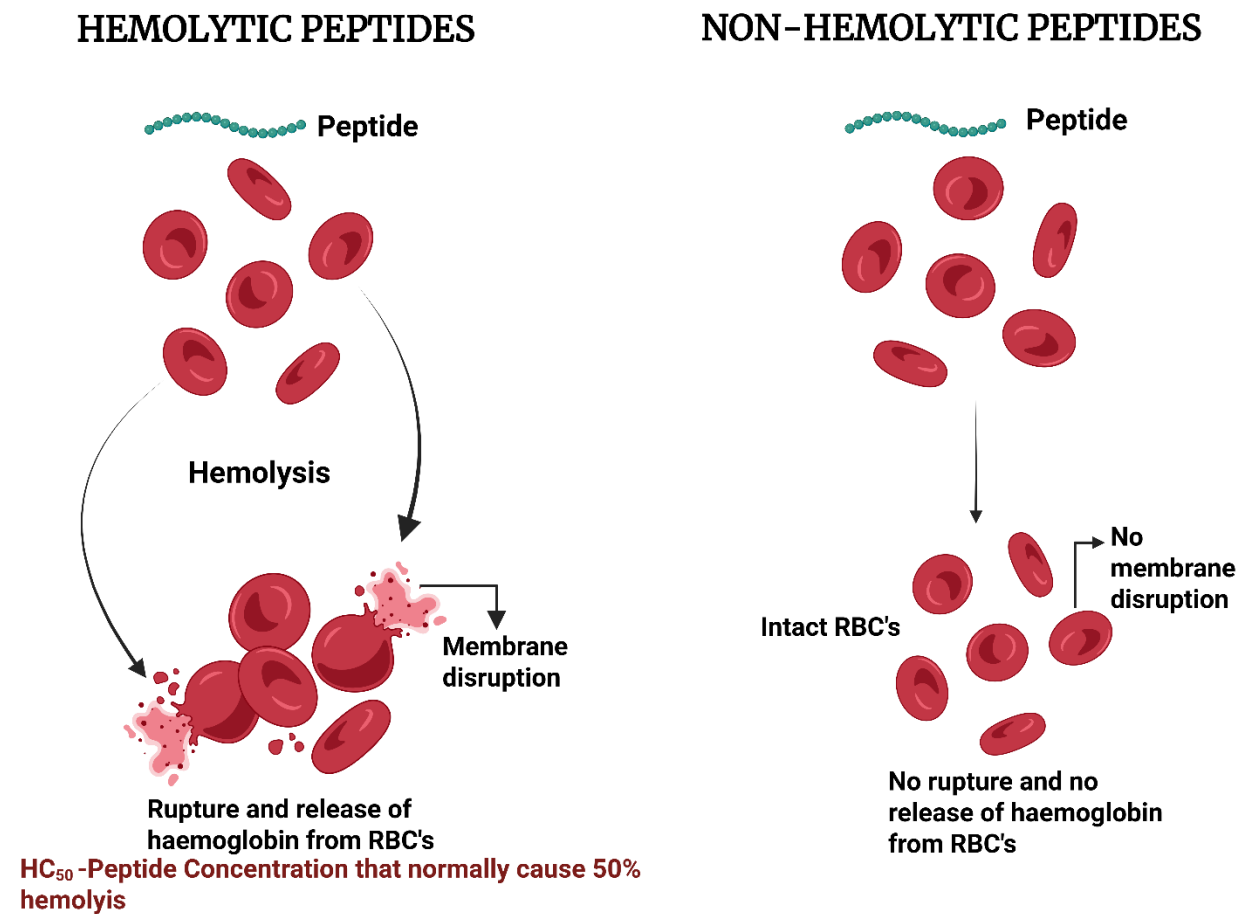 HEMOLYTIC PEPTIDES
Peptide
Hemolysis
Membrane
disruption
Rupture and release of
haemoglobin from RBC's
HC₅₀ -Peptide Concentration that normally cause 50%
hemolyis
NON-HEMOLYTIC PEPTIDES
Peptide
No
membrane
disruption
Intact RBC's
No rupture and no
release of haemoglobin
from RBC's